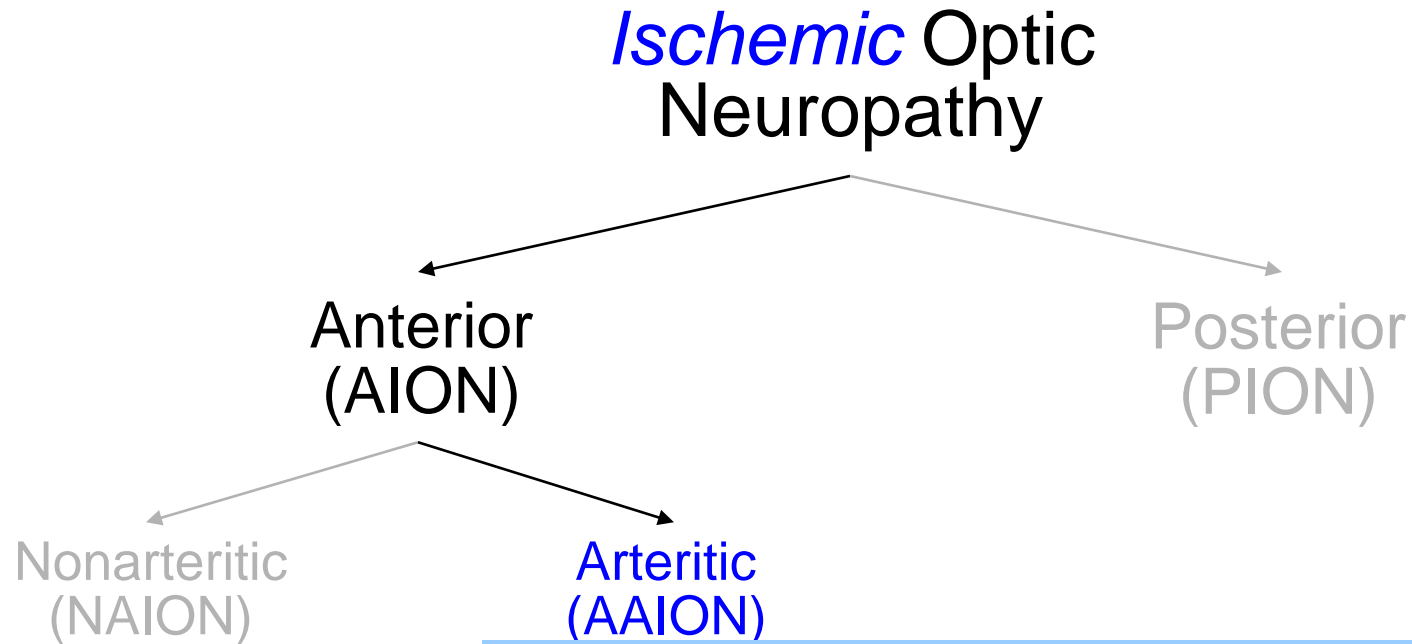 Ischemic Optic
Neuropathy
Anterior
(AION)
Posterior
(PION)
Nonarteritic
(NAION)
Arteritic
(AAION)